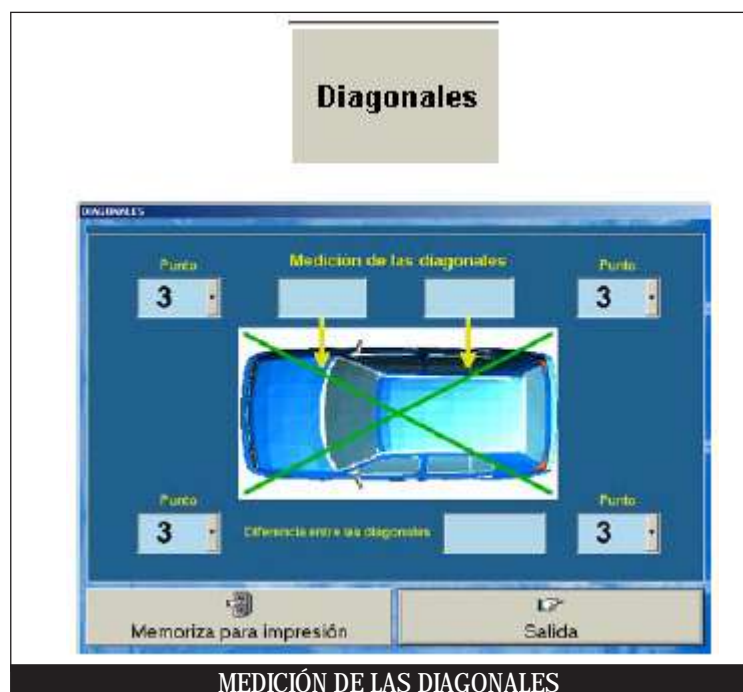 Diagonales
DIAGONALES
Punto
Medición de las diagonales
Punto
3
3
Punto
Punto
3
Diferencia entre las diagonales
3
Memoriza para impresión
Salida
MEDICIÓN DE LAS DIAGONALES